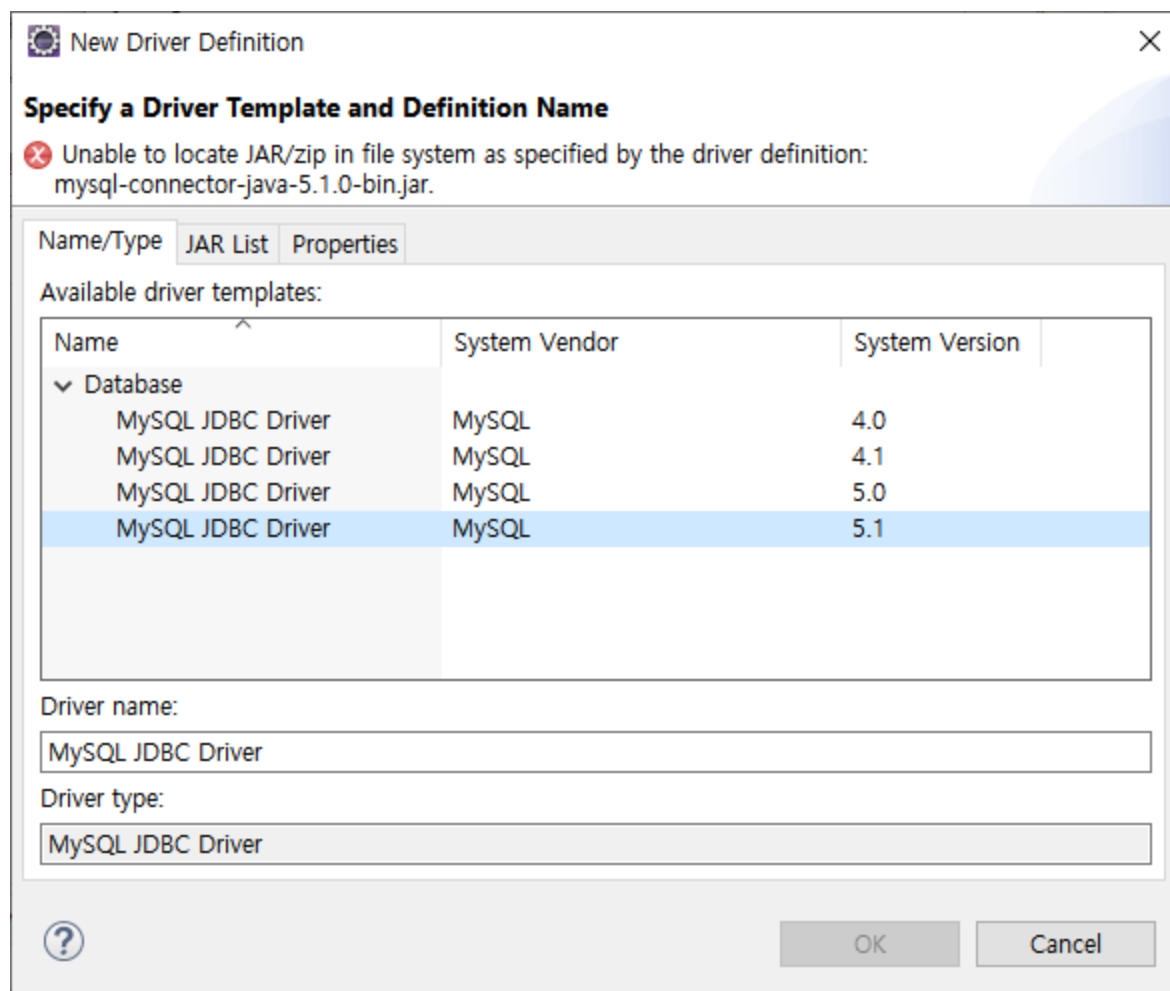 New Driver Definition
Specify a Driver Template and Definition Name
Unable to locate JAR/zip in file system as specified by the driver definition:
mysql-connector-java-5.1.0-bin.jar.
Name/Type JAR List Properties
Available driver templates:
Name System Vendor System Version
Database
MySQL JDBC Driver MySQL 4.0
MySQL JDBC Driver MySQL 4.1
MySQL JDBC Driver MySQL 5.0
MySQL JDBC Driver MySQL 5.1
Driver name:
MySQL JDBC Driver
Driver type:
MySQL JDBC Driver
? OK Cancel